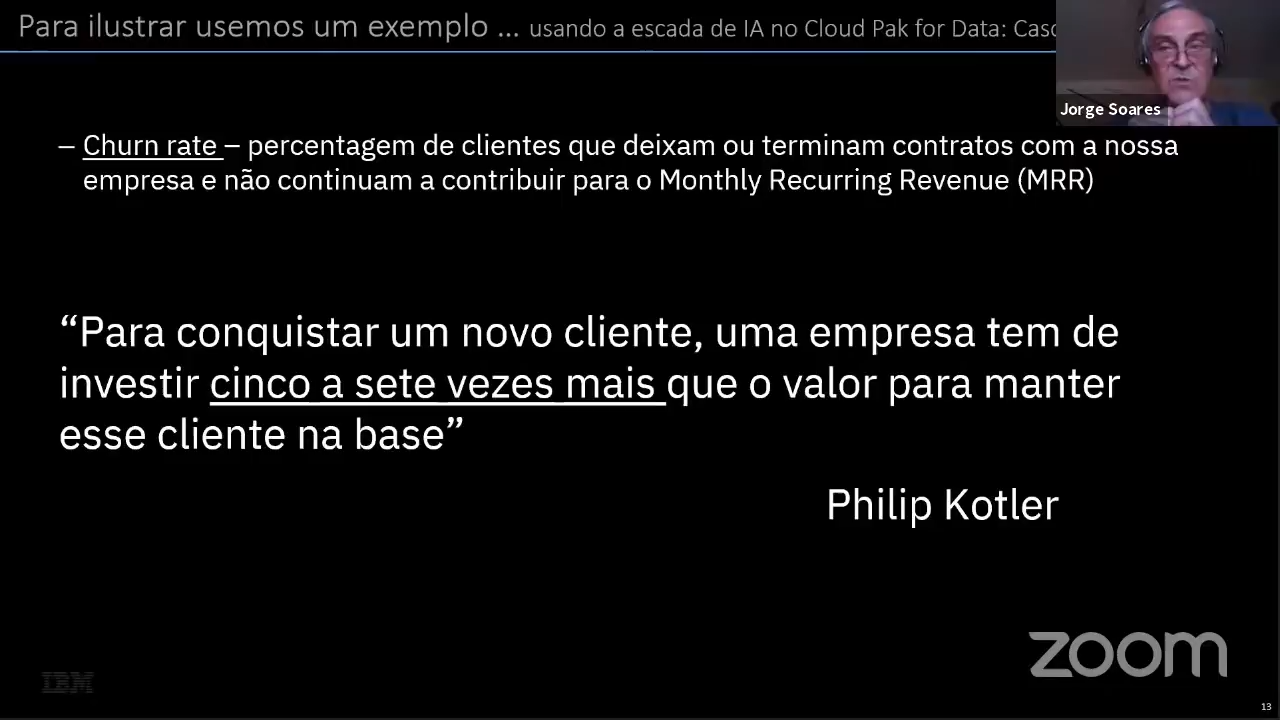 Para ilustrar usemos um exemplo ... usando a escada de IA no Cloud Pak for Data:
Jorge Soares
– Churn rate – percentagem de clientes que deixam ou terminam contratos com a nossa
empresa e não continuam a contribuir para o Monthly Recurring Revenue (MRR)
“Para conquistar um novo cliente, uma empresa tem de
investir cinco a sete vezes mais que o valor para manter
esse cliente na base”
Philip Kotler
zoom
IBM
13